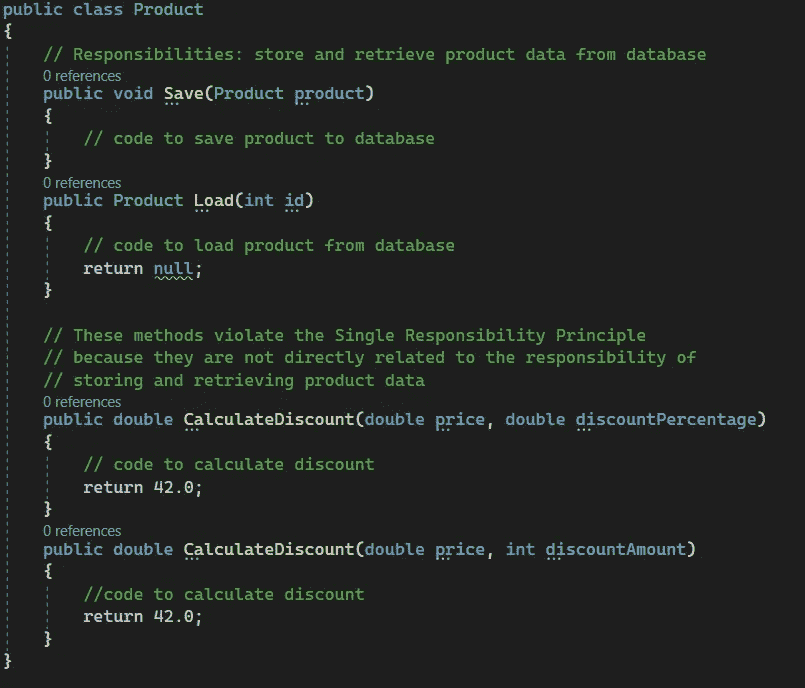 public class Product
{
// Responsibilities: store and retrieve product data from database
0 references
public void Save(Product product)
{
// code to save product to database
}
0 references
public Product Load(int id)
{
// code to load product from database
return null;
}
// These methods violate the Single Responsibility Principle
// because they are not directly related to the responsibility of
// storing and retrieving product data
0 references
public double CalculateDiscount(double price, double discountPercentage)
{
// code to calculate discount
return 42.0;
}
0 references
public double CalculateDiscount(double price, int discountAmount)
{
//code to calculate discount
return 42.0;
}
}